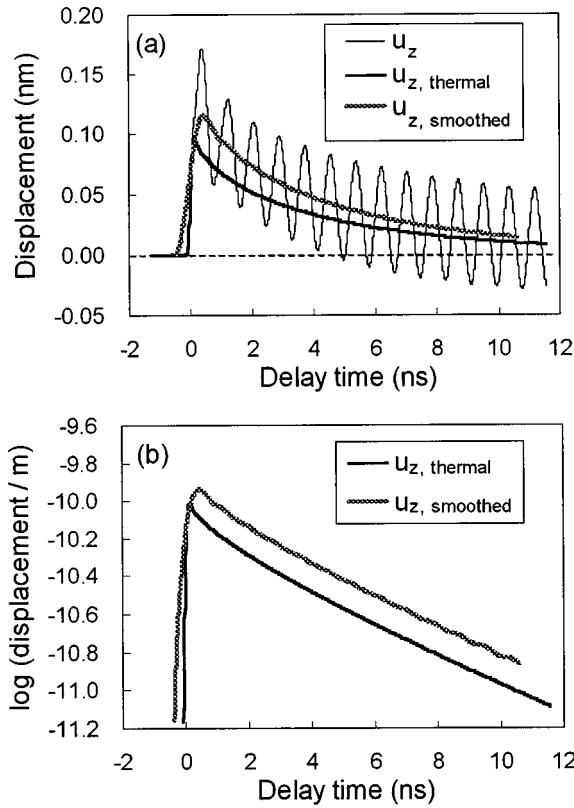 (a)
u_z
u_z, thermal
u_z, smoothed
0.20
0.15
0.10
0.05
0.00
-0.05
Displacement (nm)
-2 0 2 4 6 8 10 12
Delay time (ns)
(b)
u_z, thermal
u_z, smoothed
-9.6
-9.8
-10.0
-10.2
-10.4
-10.6
-10.8
-11.0
-11.2
log (displacement / m)
-2 0 2 4 6 8 10 12
Delay time (ns)